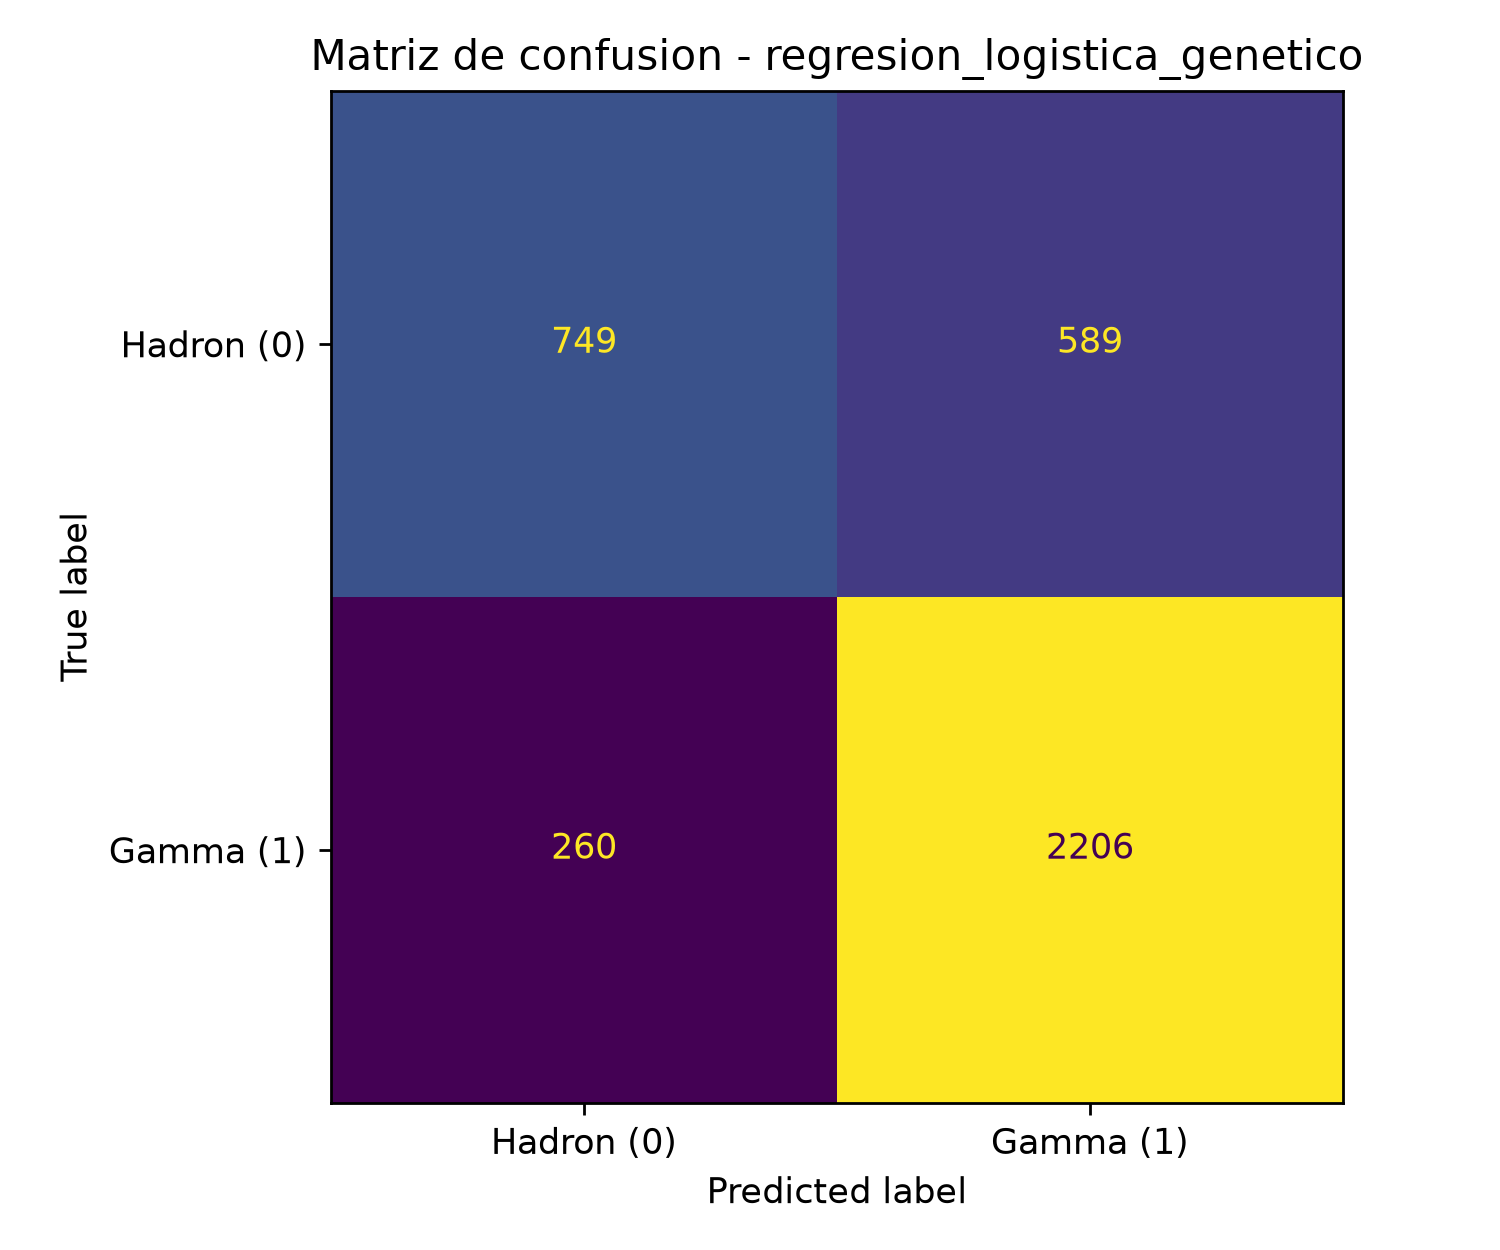 Matriz de confusion - regresion_logistica_genetico
Hadron (0)
749
589
True label
Gamma (1)
260
2206
Hadron (0)
Gamma (1)
Predicted label